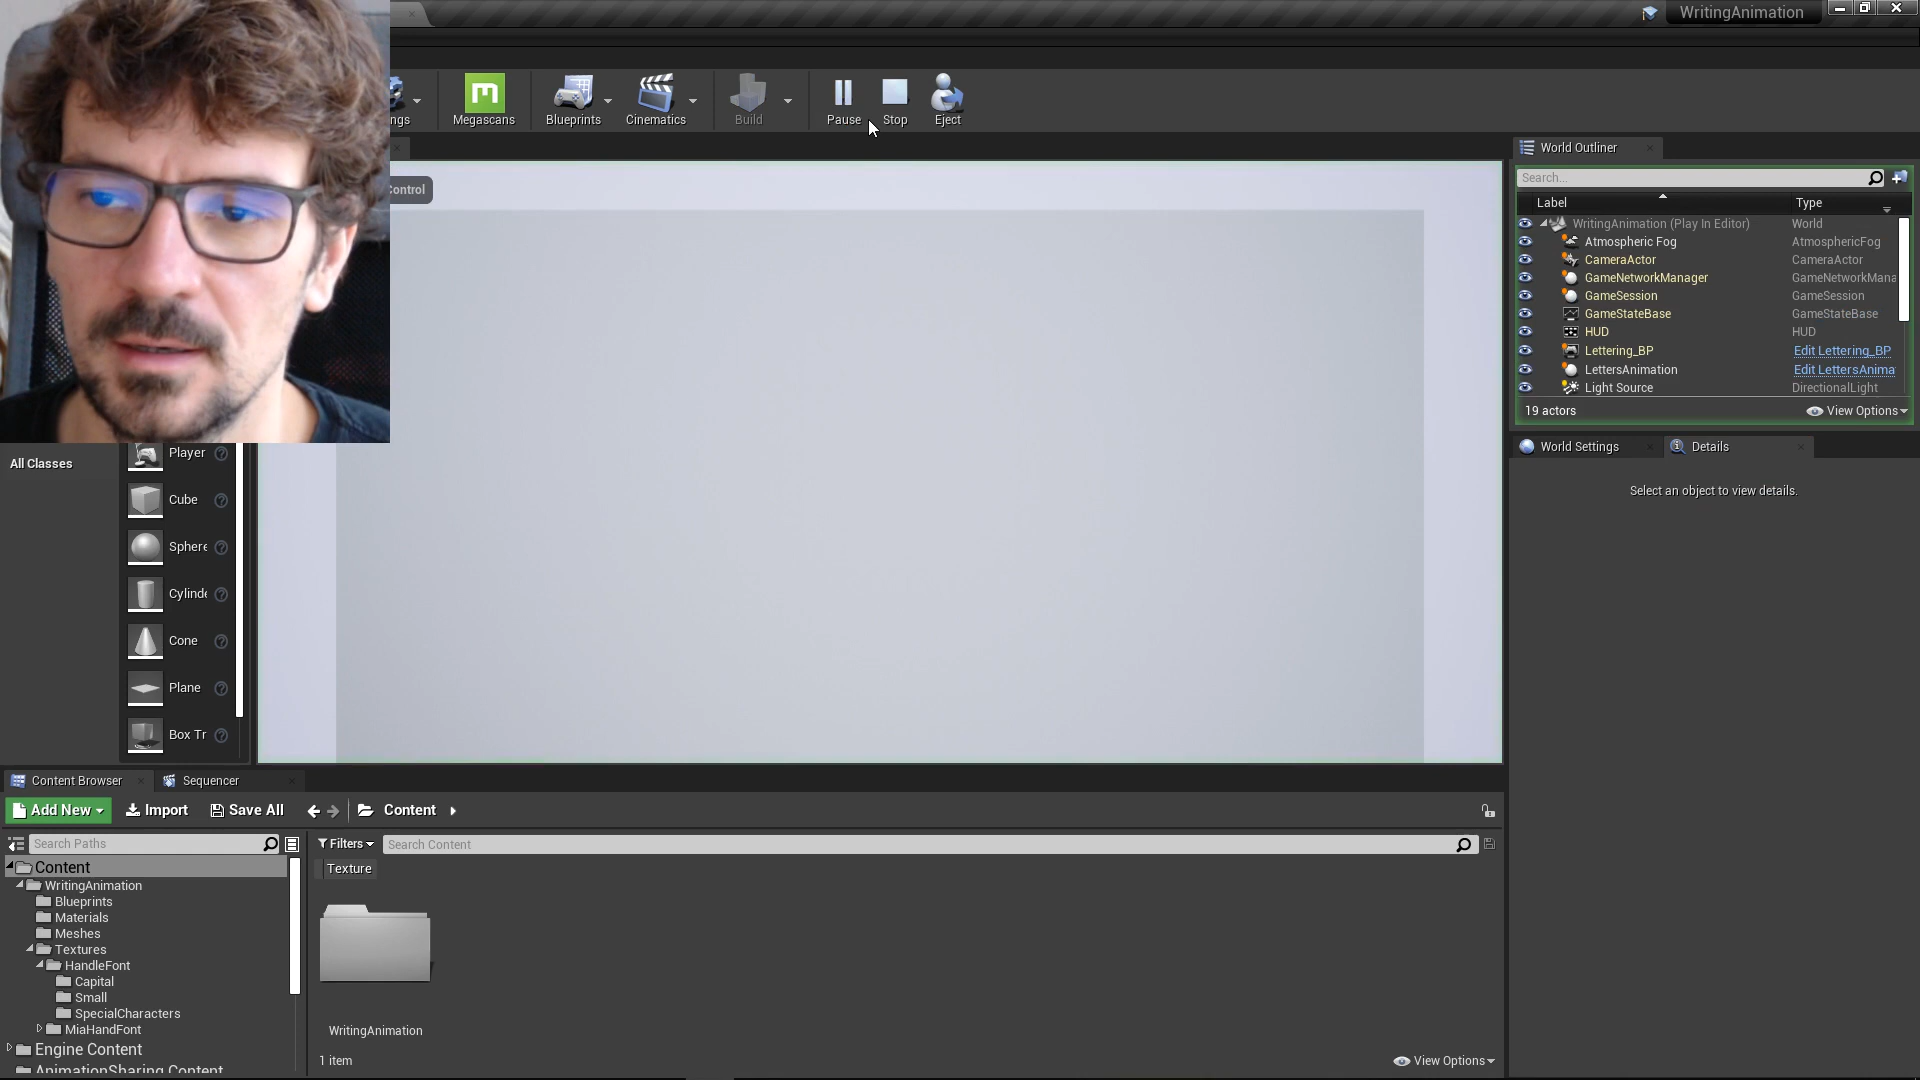 WritingAnimation
ngs
Megascans
Blueprints
Cinematics
Build
Pause
Stop
Eject
Control
World Outliner
Search...
Label
Type
WritingAnimation (Play In Editor)
World
Atmospheric Fog
AtmosphericFog
CameraActor
CameraActor
GameNetworkManager
GameNetworkMana
GameSession
GameSession
GameStateBase
GameStateBase
HUD
HUD
Lettering_BP
Edit Lettering_BP
LettersAnimation
Edit LettersAnima
Light Source
DirectionalLight
19 actors
View Options
World Settings
Details
Select an object to view details.
All Classes
Player
Cube
Sphere
Cylinde
Cone
Plane
Box Tr
Content Browser
Sequencer
Add New
Import
Save All
Content
Search Paths
Filters
Search Content
Texture
Content
WritingAnimation
Blueprints
Materials
Meshes
Textures
HandleFont
Capital
Small
SpecialCharacters
MiaHandFont
Engine Content
AnimationSharing Content
WritingAnimation
1 item
View Options